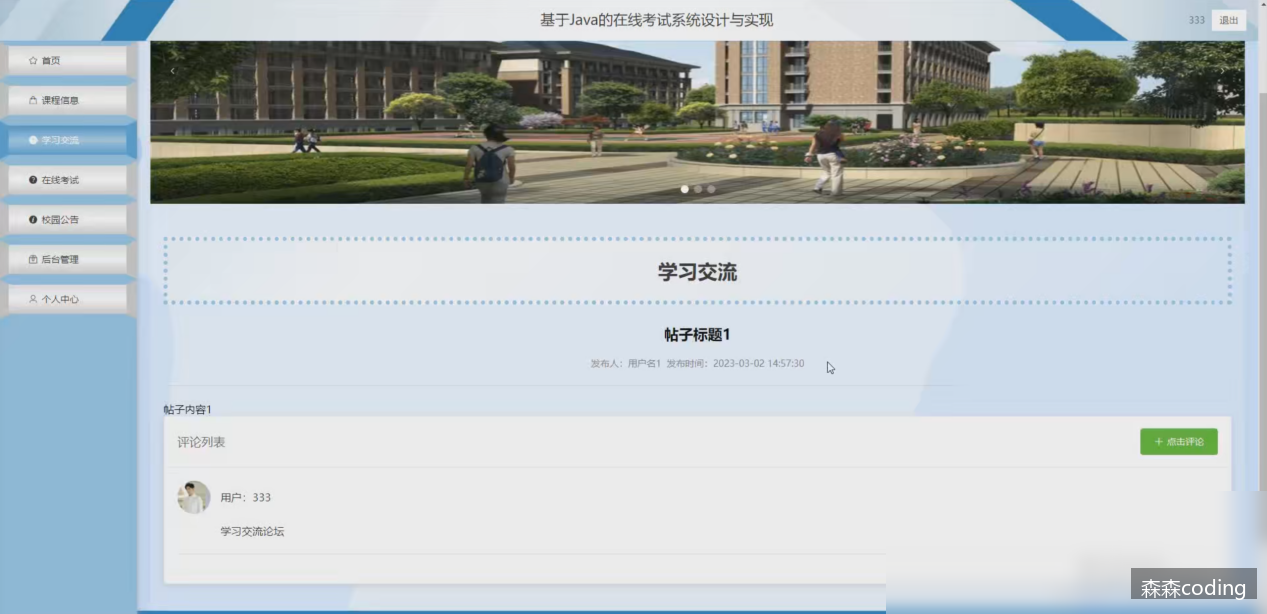 基于Java的在线考试系统设计与实现
333 退出
首页
课程信息
学习交流
在线考试
校园公告
后台管理
个人中心
学习交流
帖子标题1
发布人：用户名1 发布时间：2023-03-02 14:57:30
帖子内容1
评论列表
+ 点击评论
用户：333
学习交流论坛
森森coding